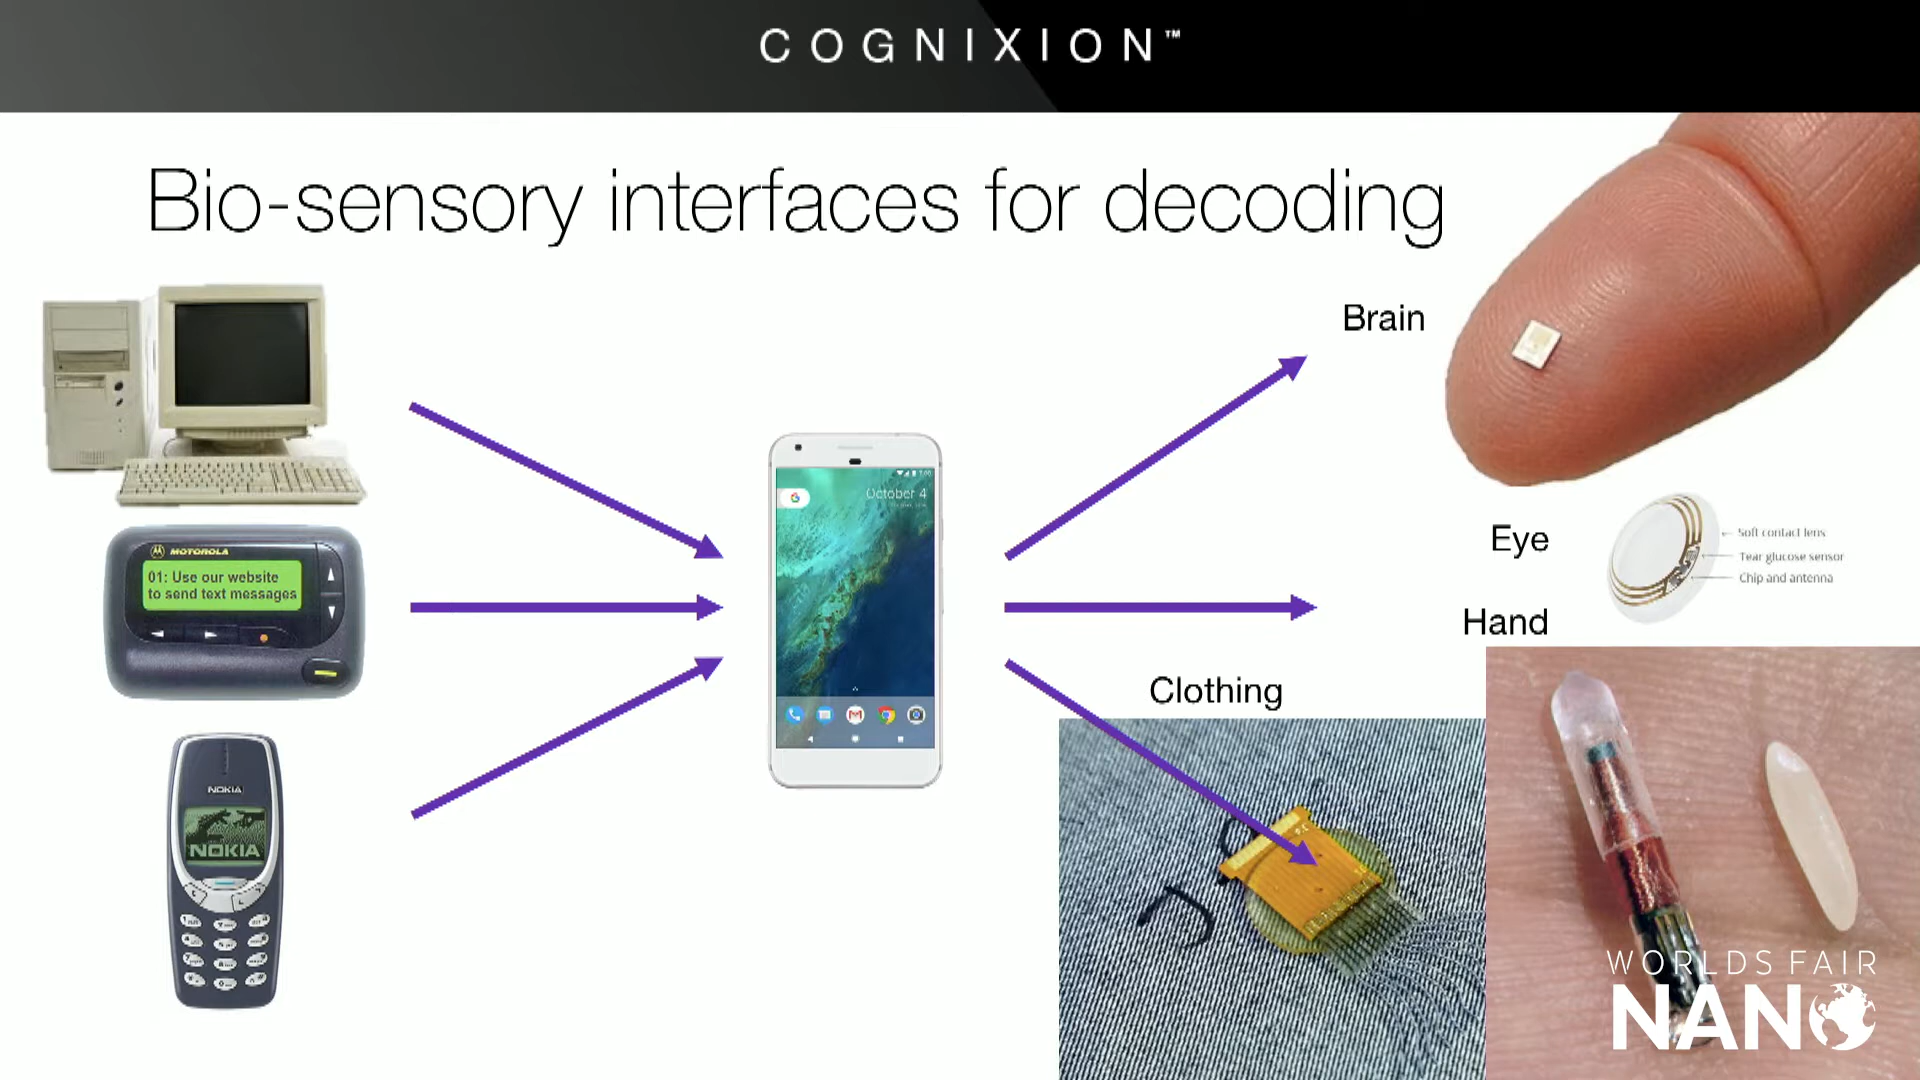 COGNIXION™
Bio-sensory interfaces for decoding
Brain
Eye
Soft contact lens
Tear glucose sensor
Chip and antenna
Hand
Clothing
MOTOROLA
01: Use our website
to send text messages
NOKIA
NOKIA
October 4
WORLDS FAIR
NANO